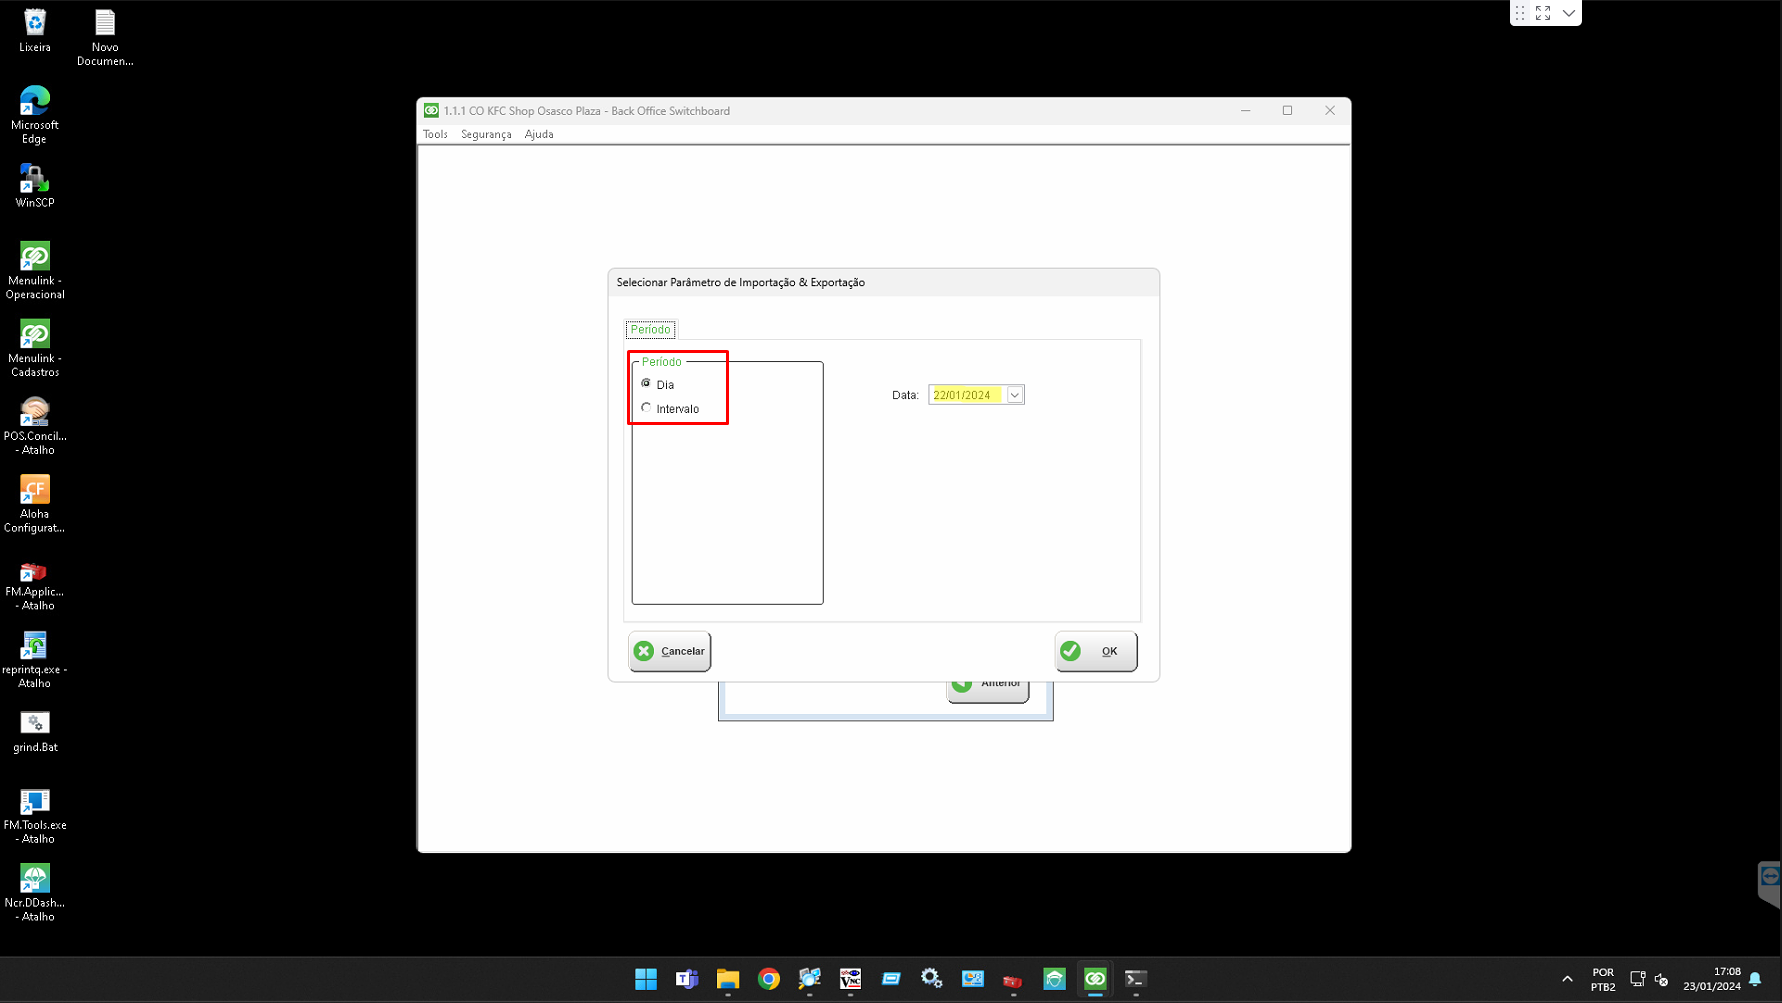 Lixeira
Novo
Documen...
Microsoft
Edge
WinSCP
Menulink -
Operacional
Menulink -
Cadastros
POS.Concil...
- Atalho
CF
Aloha
Configurat...
FM.Applic...
- Atalho
reprintq.exe -
Atalho
grind.Bat
FM.Tools.exe
- Atalho
Ncr.DDash...
- Atalho
1.1.1 CO KFC Shop Osasco Plaza - Back Office Switchboard
Tools Segurança Ajuda
Selecionar Parâmetro de Importação & Exportação
Período
Período
Dia
Intervalo
Data: 22/01/2024
Cancelar
OK
Anterior
VNC
POR
PTB2
17:08
23/01/2024